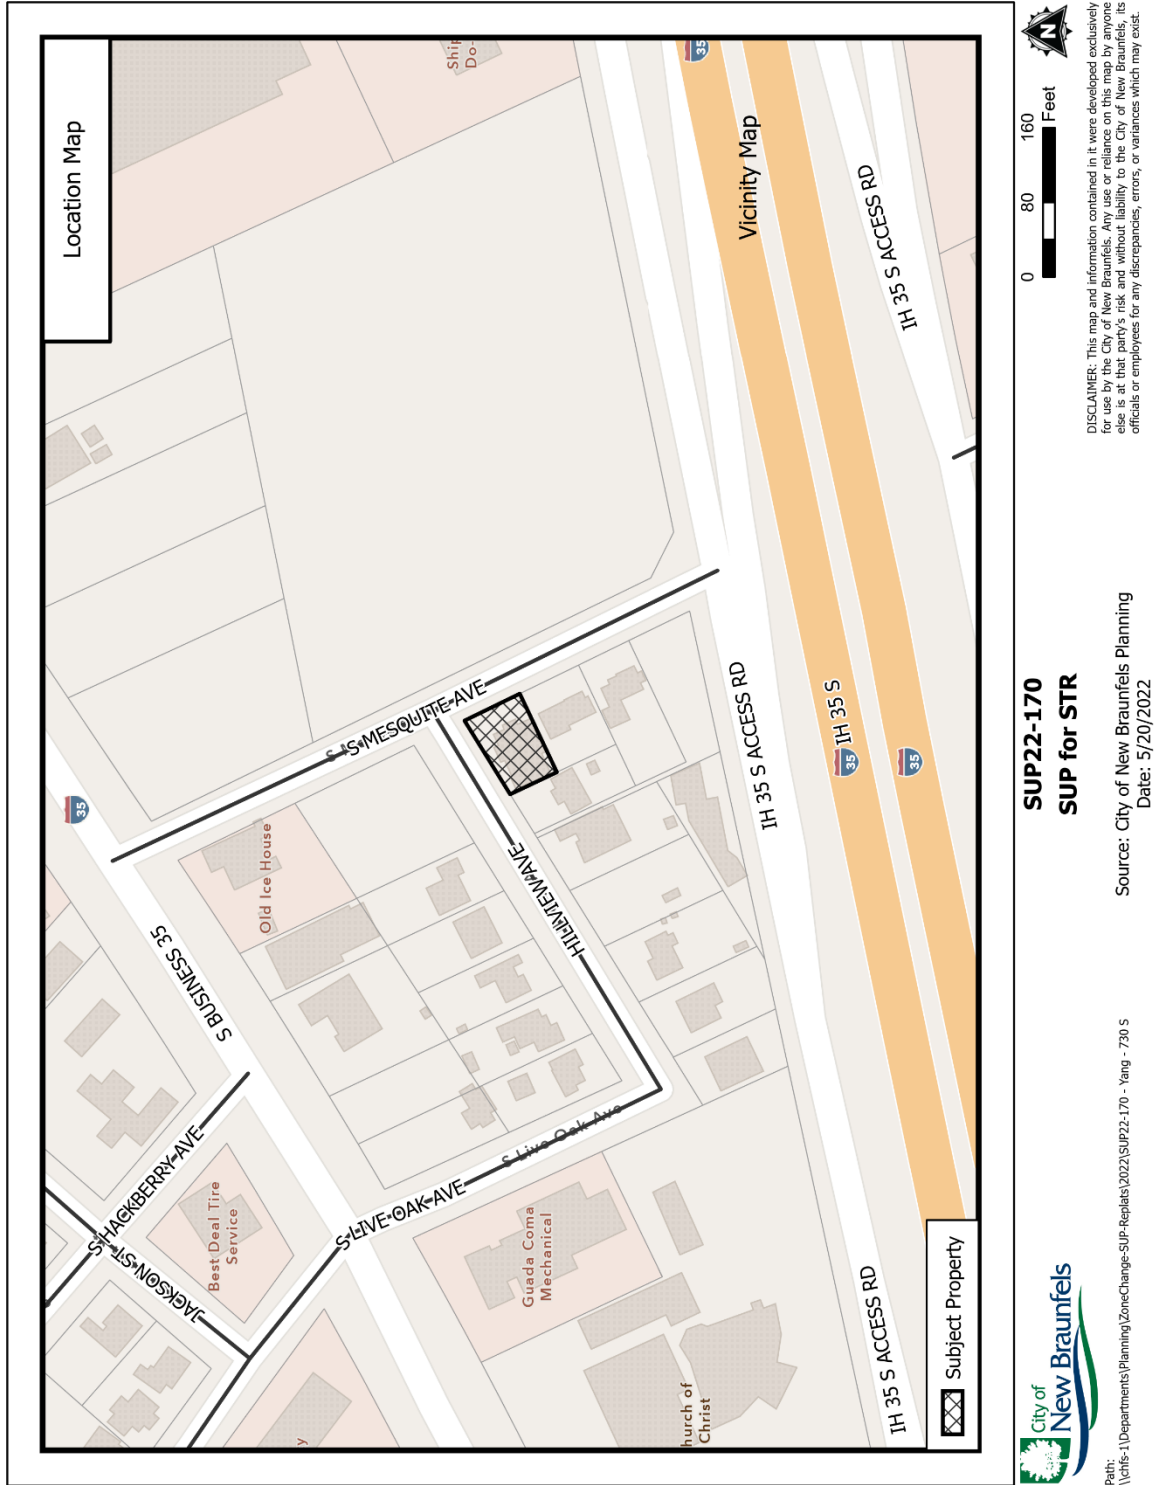 Location Map
Ship
Do-
35
35
S BUSINESS 35
Old Ice House
S MESQUITE AVE
HILLVIEW AVE
S HACKBERRY AVE
JACKSON ST
Best Deal Tire
Service
S LIVE OAK AVE
S Live Oak Ave
Guada Coma
Mechanical
hurch of
Christ
y
Vicinity Map
IH 35 S ACCESS RD
IH 35 S ACCESS RD
IH 35 S ACCESS RD
35
IH 35 S
35
Subject Property
City of
New Braunfels
Path:
\\chfs-1\Departments\Planning\ZoneChange-SUP-Replats\2022\SUP22-170 - Yang - 730 S
SUP22-170
SUP for STR
Source: City of New Braunfels Planning
Date: 5/20/2022
0 80 160
Feet
N
DISCLAIMER: This map and information contained in it were developed exclusively
for use by the City of New Braunfels. Any use or reliance on this map by anyone
else is at that party's risk and without liability to the City of New Braunfels, its
officials or employees for any discrepancies, errors, or variances which may exist.